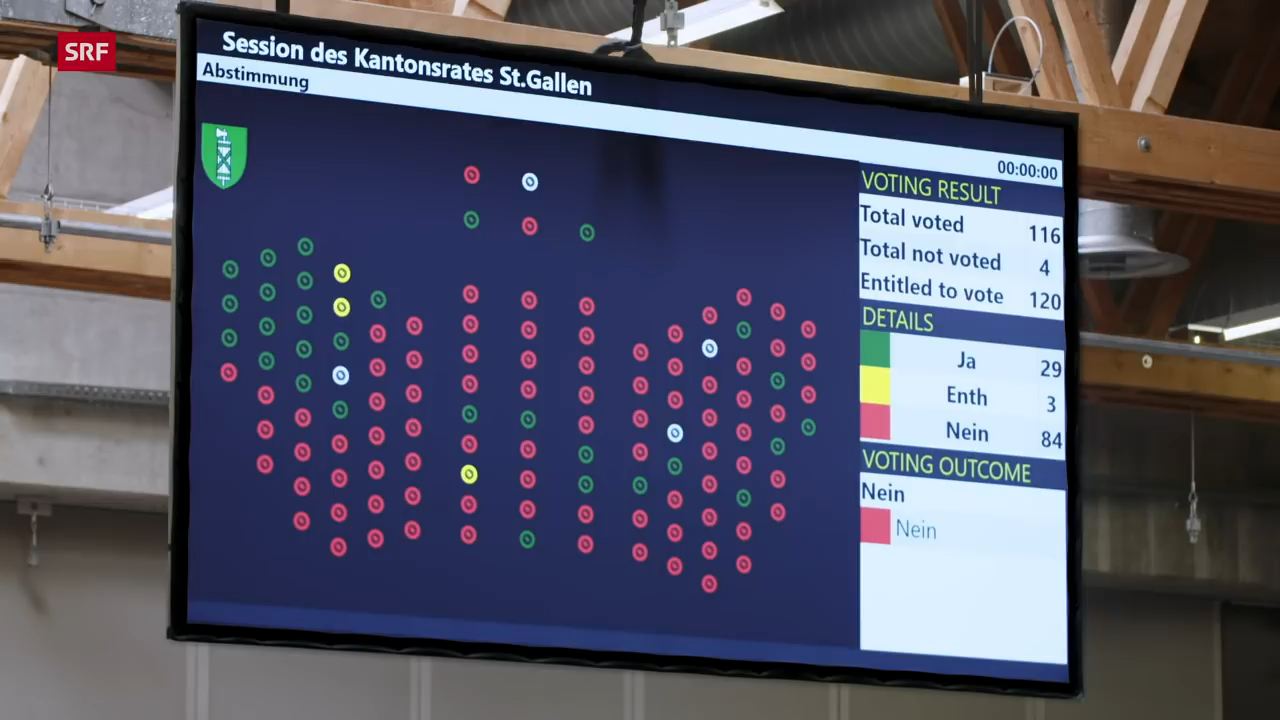 SRF
Session des Kantonsrates St.Gallen
Abstimmung
00:00:00
VOTING RESULT
Total voted 116
Total not voted 4
Entitled to vote 120
DETAILS
Ja 29
Enth 3
Nein 84
VOTING OUTCOME
Nein
Nein